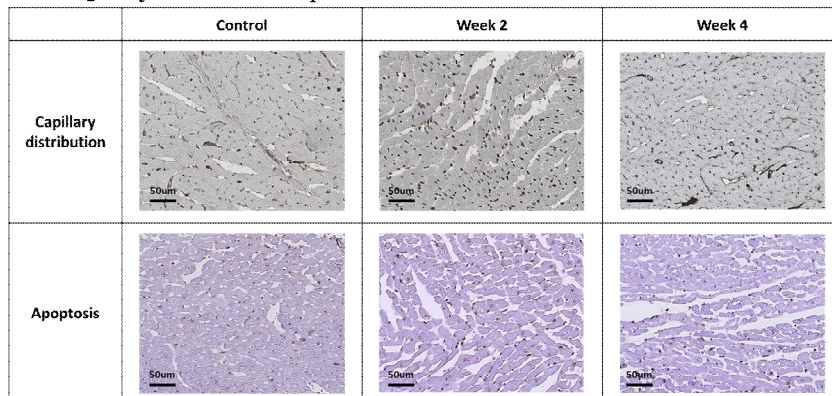 Control
Week 2
Week 4
Capillary
distribution
50um
50um
50um
Apoptosis
50um
50um
50um